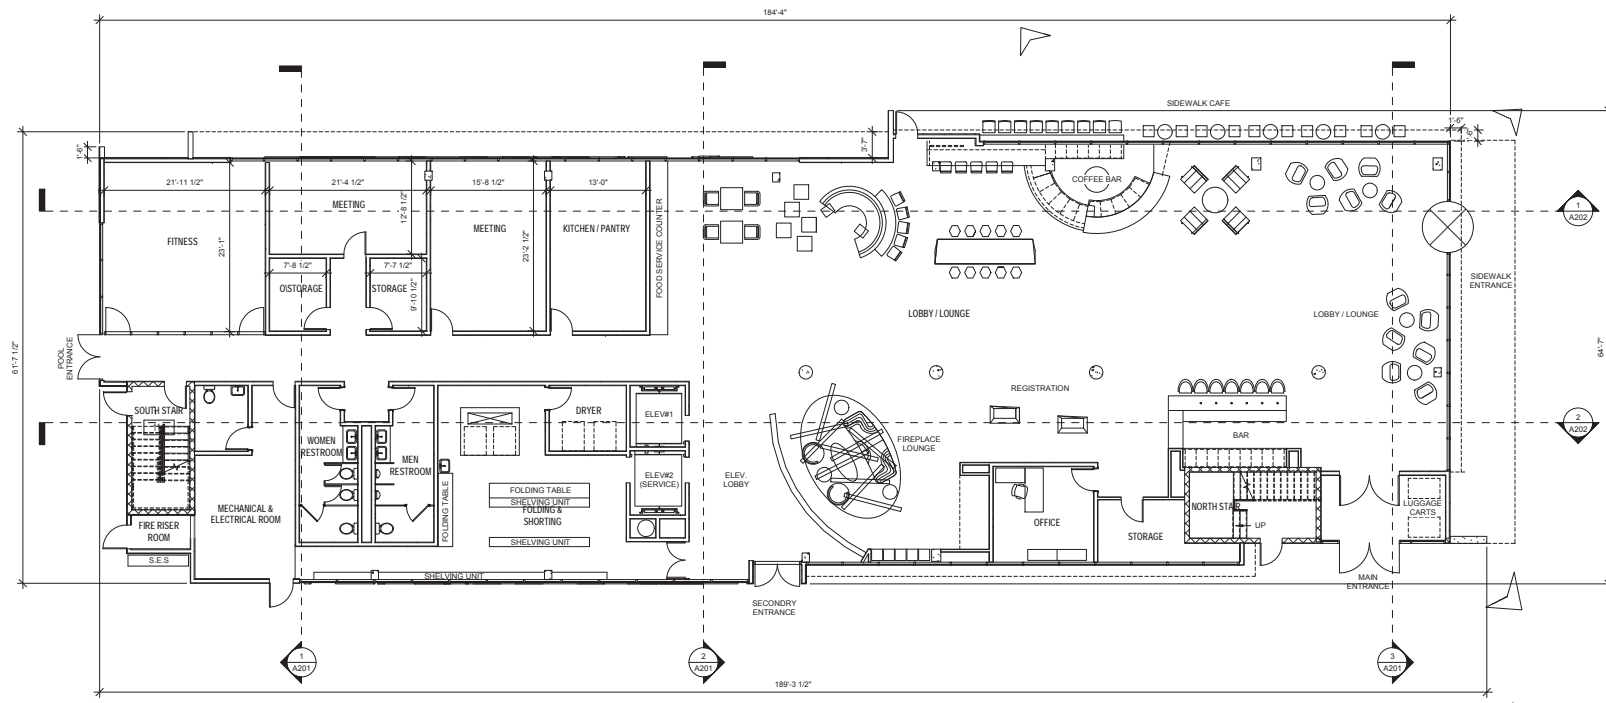 184'-4"
SIDEWALK CAFE
1'-6"
1'-6"
1'-6"
3'-7"
21'-11 1/2"
21'-4 1/2"
15'-8 1/2"
13'-0"
COFFEE BAR
MEETING
12'-8 1/2"
1
A202
FITNESS
23'-1"
MEETING
23'-2 1/2"
KITCHEN / PANTRY
FOOD SERVICE COUNTER
7'-8 1/2"
7'-7 1/2"
O\STORAGE
STORAGE
9'-10 1/2"
SIDEWALK
ENTRANCE
LOBBY / LOUNGE
LOBBY / LOUNGE
61'-7 1/2"
POOL
ENTRANCE
64'-7"
REGISTRATION
SOUTH STAIR
DRYER
ELEV#1
2
A202
BAR
WOMEN
RESTROOM
MEN
RESTROOM
FIREPLACE
LOUNGE
ELEV.
LOBBY
ELEV#2
(SERVICE)
FOLDING TABLE
FOLDING TABLE
SHELVING UNIT
FOLDING &
SHORTING
SHELVING UNIT
MECHANICAL &
ELECTRICAL ROOM
FIRE RISER
ROOM
S.E.S
NORTH STAIR
UP
LUGGAGE
CARTS
OFFICE
STORAGE
SHELVING UNIT
MAIN
ENTRANCE
SECONDRY
ENTRANCE
1
A201
2
A201
3
A201
189'-3 1/2"